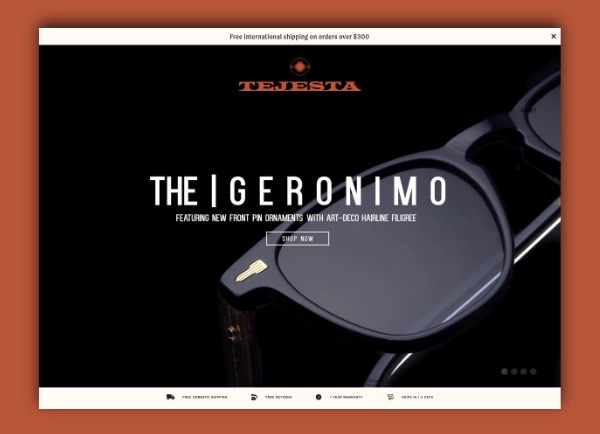 Free international shipping on orders over $300
TEJESTA
THE | GERONIMO
FEATURING NEW FRONT PIN ORNAMENTS WITH ART-DECO HAIRLINE FILIGREE
SHOP NOW
FREE DOMESTIC SHIPPING
FREE RETURNS
1 YEAR WARRANTY
SHIPS IN 1-3 DAYS